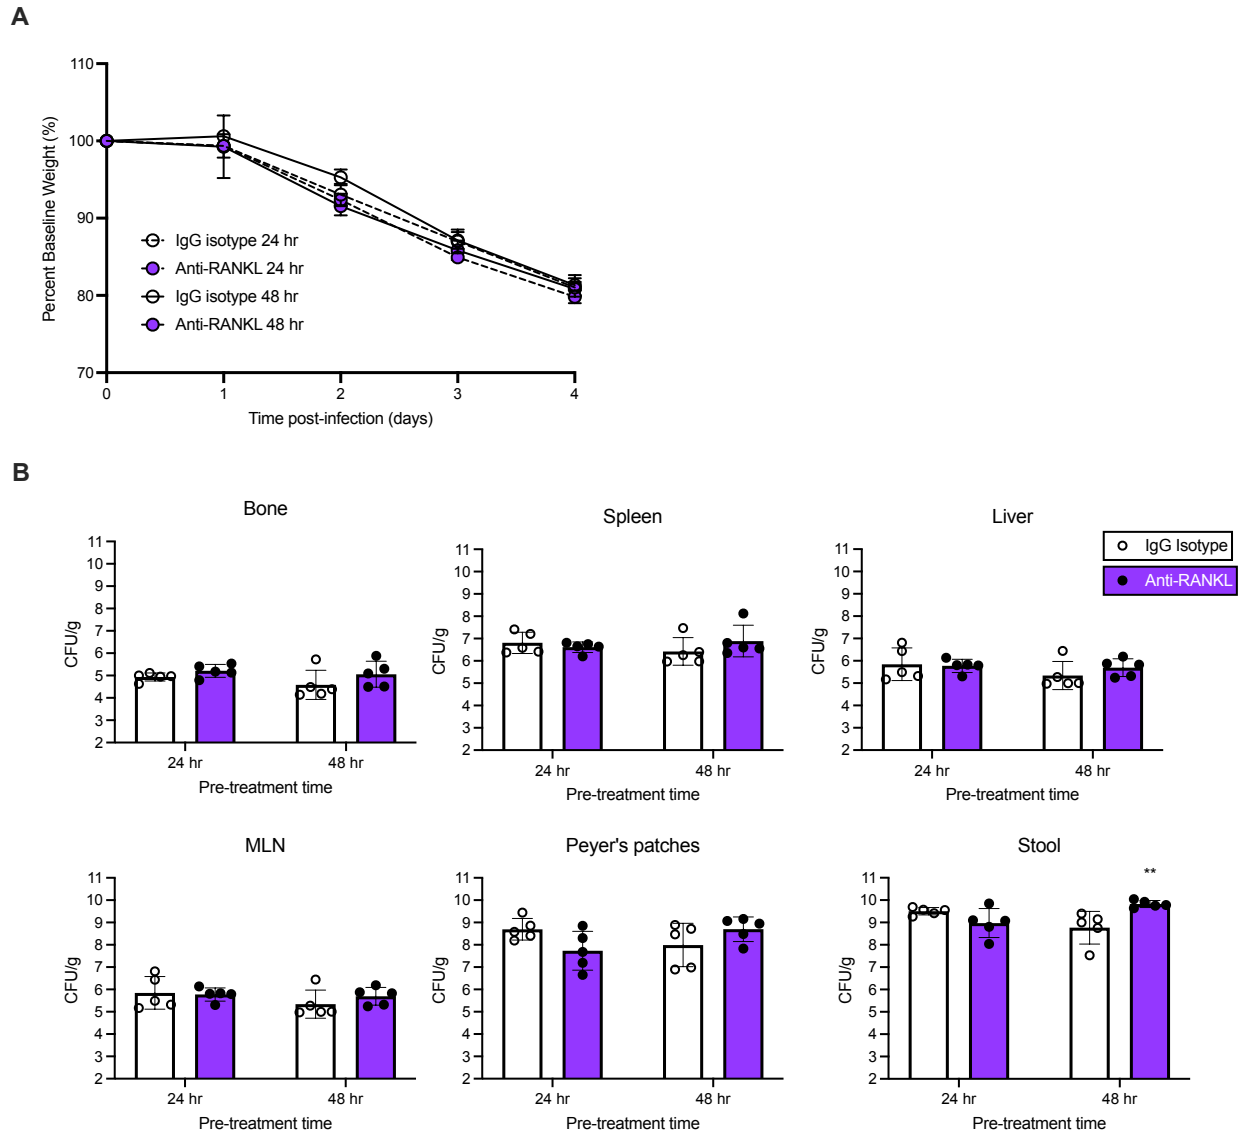 A
Percent Baseline Weight (%)
110
100
90
80
70
0
1
2
3
4
Time post-infection (days)
IgG isotype 24 hr
Anti-RANKL 24 hr
IgG isotype 48 hr
Anti-RANKL 48 hr
B
Bone
CFU/g
11
10
9
8
7
6
5
4
3
2
24 hr
48 hr
Pre-treatment time
Spleen
CFU/g
11
10
9
8
7
6
5
4
3
2
24 hr
48 hr
Pre-treatment time
Liver
CFU/g
11
10
9
8
7
6
5
4
3
2
24 hr
48 hr
Pre-treatment time
IgG Isotype
Anti-RANKL
MLN
CFU/g
11
10
9
8
7
6
5
4
3
2
24 hr
48 hr
Pre-treatment time
Peyer's patches
CFU/g
11
10
9
8
7
6
5
4
3
2
24 hr
48 hr
Pre-treatment time
Stool
CFU/g
11
10
9
8
7
6
5
4
3
2
**
24 hr
48 hr
Pre-treatment time